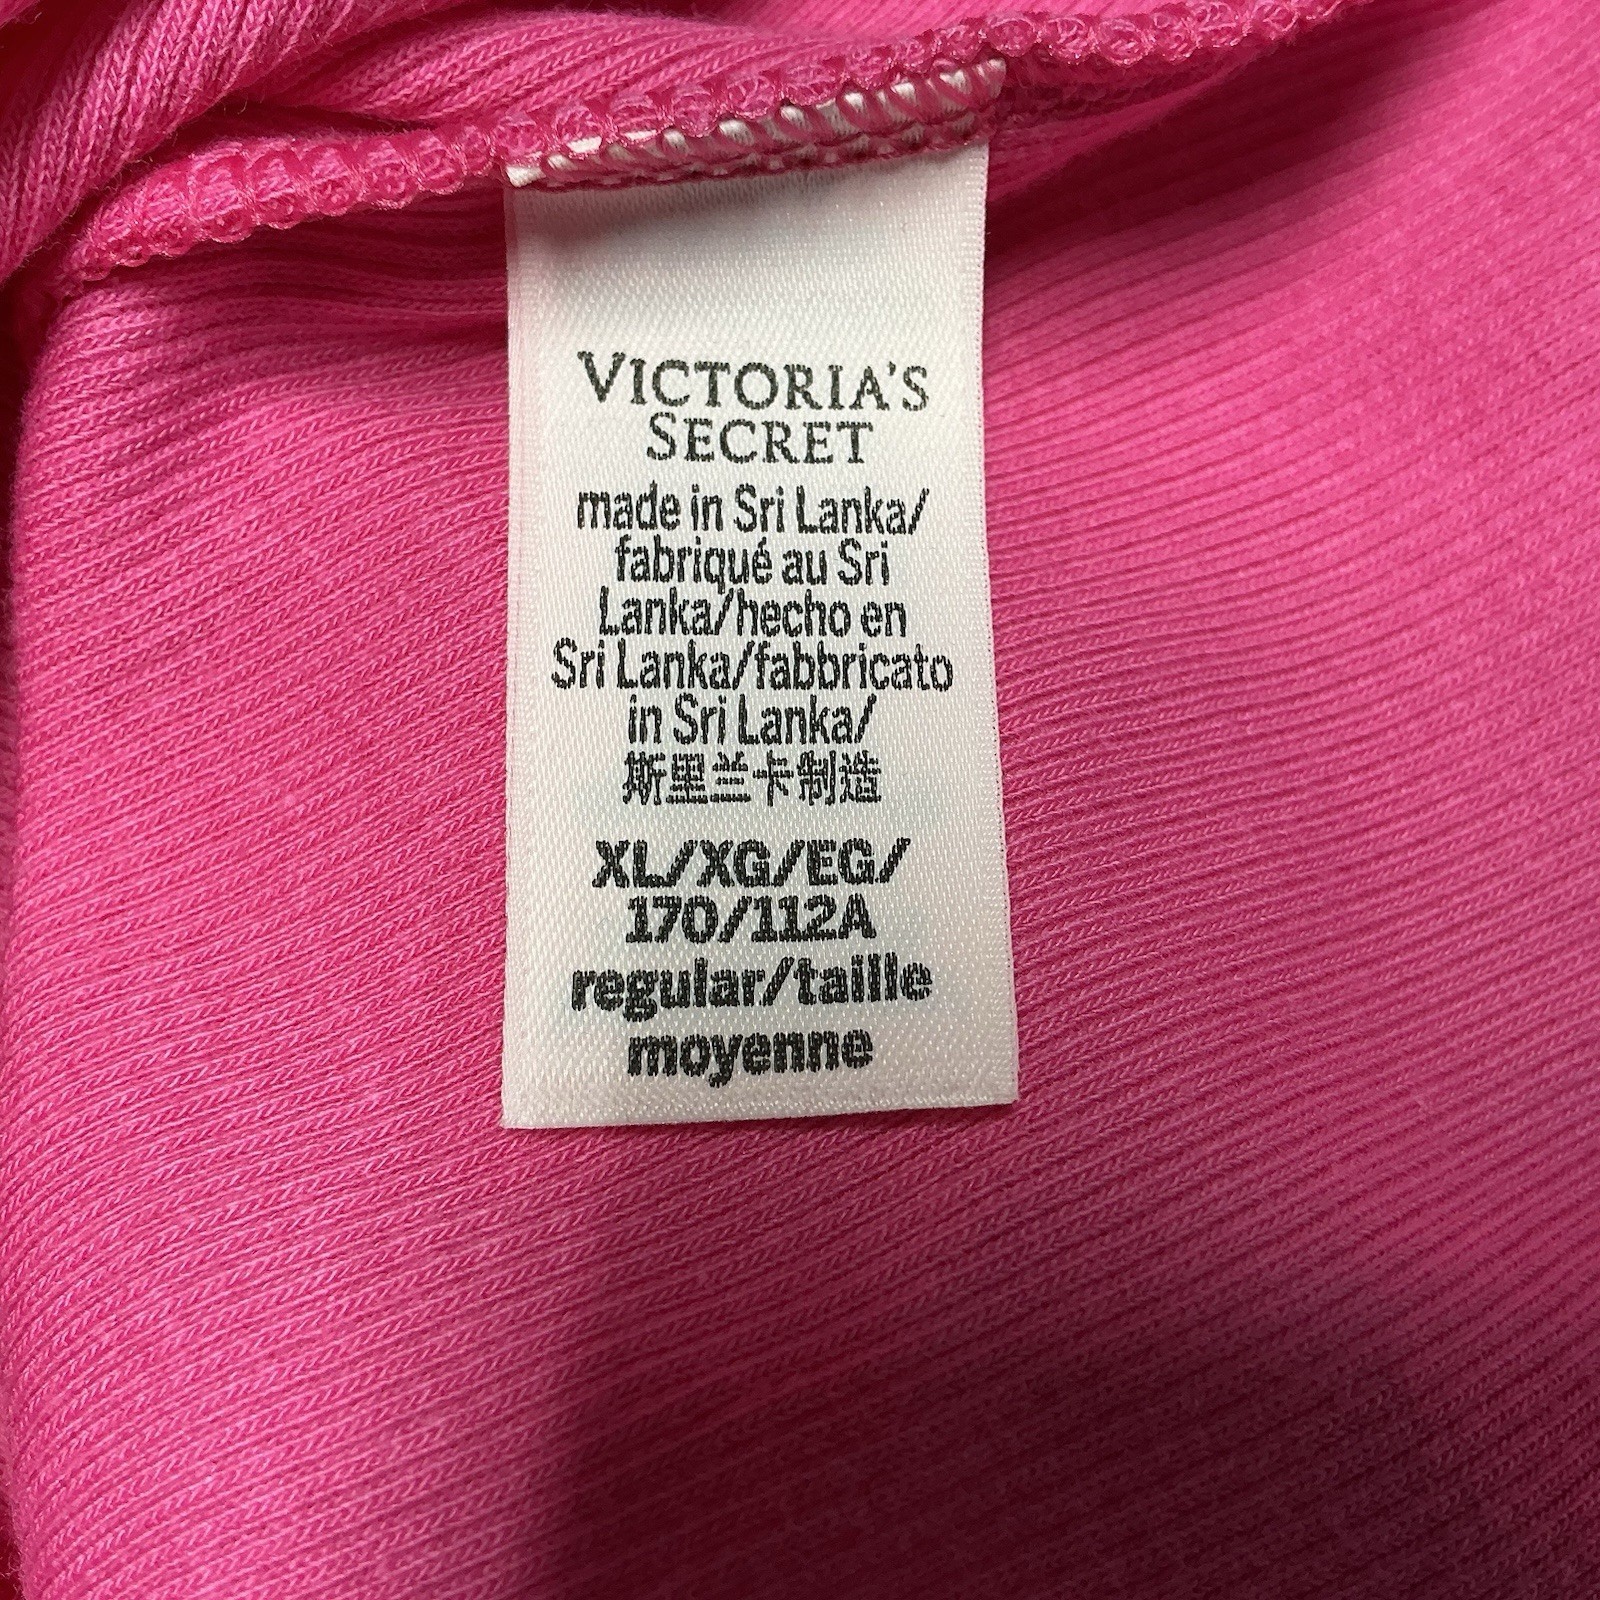 VICTORIA'S
SECRET
made in Sri Lanka/
fabriqué au Sri
Lanka/hecho en
Sri Lanka/fabbricato
in Sri Lanka/
斯里兰卡制造
XL/XG/EG/
170/112A
regular/taille
moyenne